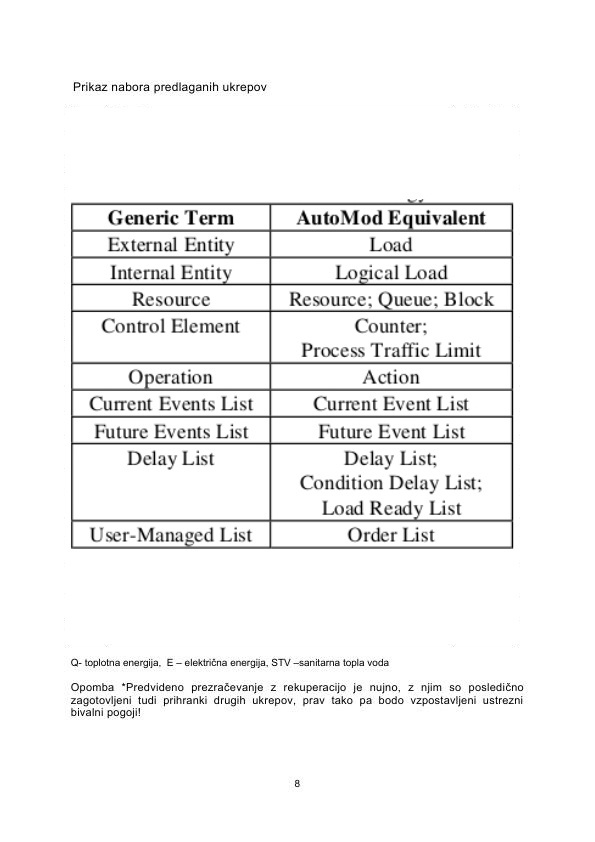 Prikaz nabora predlaganih ukrepov
Generic Term AutoMod Equivalent
External Entity Load
Internal Entity Logical Load
Resource Resource; Queue; Block
Control Element Counter;
Process Traffic Limit
Operation Action
Current Events List Current Event List
Future Events List Future Event List
Delay List Delay List;
Condition Delay List;
Load Ready List
User-Managed List Order List
Q- toplotna energija, E – električna energija, STV –sanitarna topla voda
Opomba *Predvideno prezračevanje z rekuperacijo je nujno, z njim so posledično
zagotovljeni tudi prihranki drugih ukrepov, prav tako pa bodo vzpostavljeni ustrezni
bivalni pogoji!
8